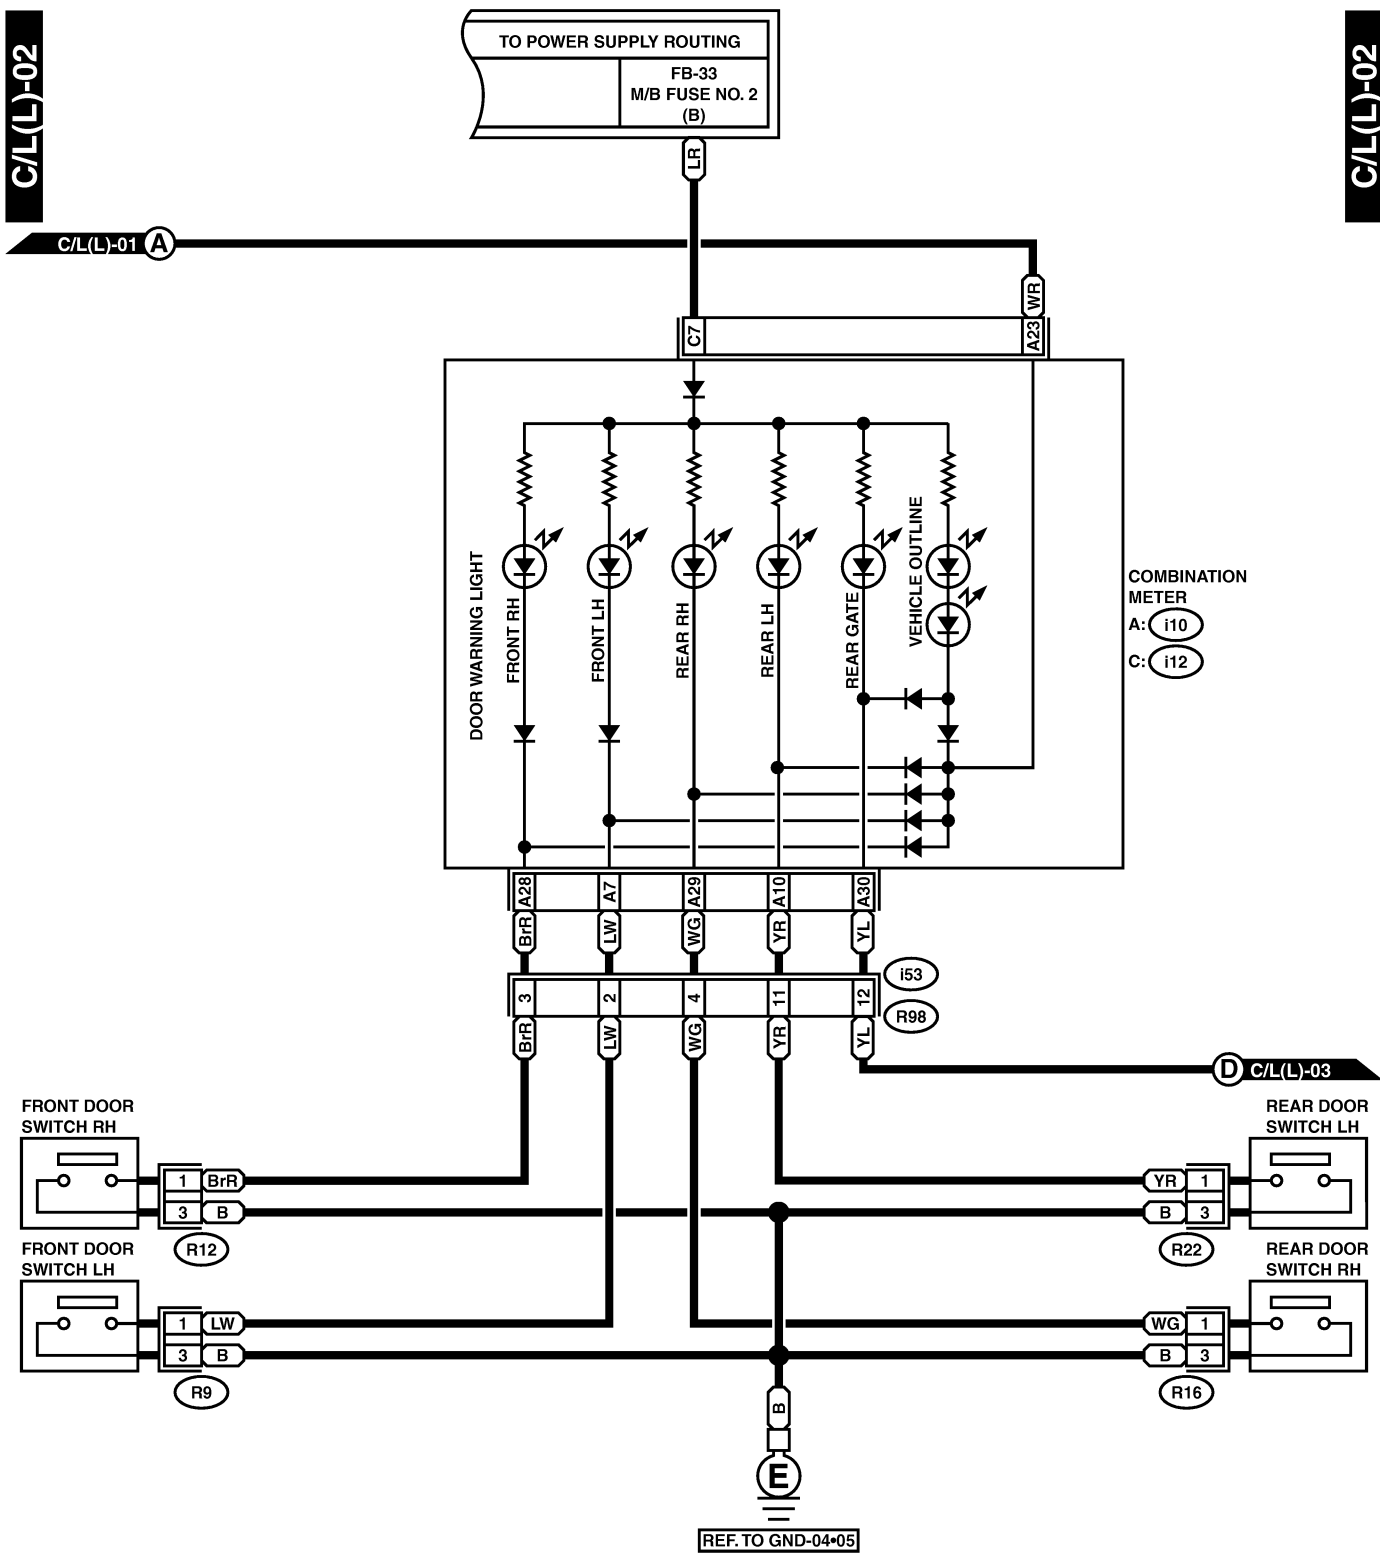 C/L(L)-02
C/L(L)-02
TO POWER SUPPLY ROUTING
FB-33
M/B FUSE NO. 2
(B)
LR
C/L(L)-01 A
WR
C7
A23
DOOR WARNING LIGHT
FRONT RH
FRONT LH
REAR RH
REAR LH
REAR GATE
VEHICLE OUTLINE
COMBINATION
METER
A: i10
C: i12
A28 A7 A29 A10 A30
BrR LW WG YR YL
i53
3 2 4 11 12
R98
BrR LW WG YR YL
D C/L(L)-03
FRONT DOOR
SWITCH RH
1 BrR
3 B
R12
REAR DOOR
SWITCH LH
YR 1
B 3
R22
FRONT DOOR
SWITCH LH
1 LW
3 B
R9
REAR DOOR
SWITCH RH
WG 1
B 3
R16
B
E
REF. TO GND-04•05